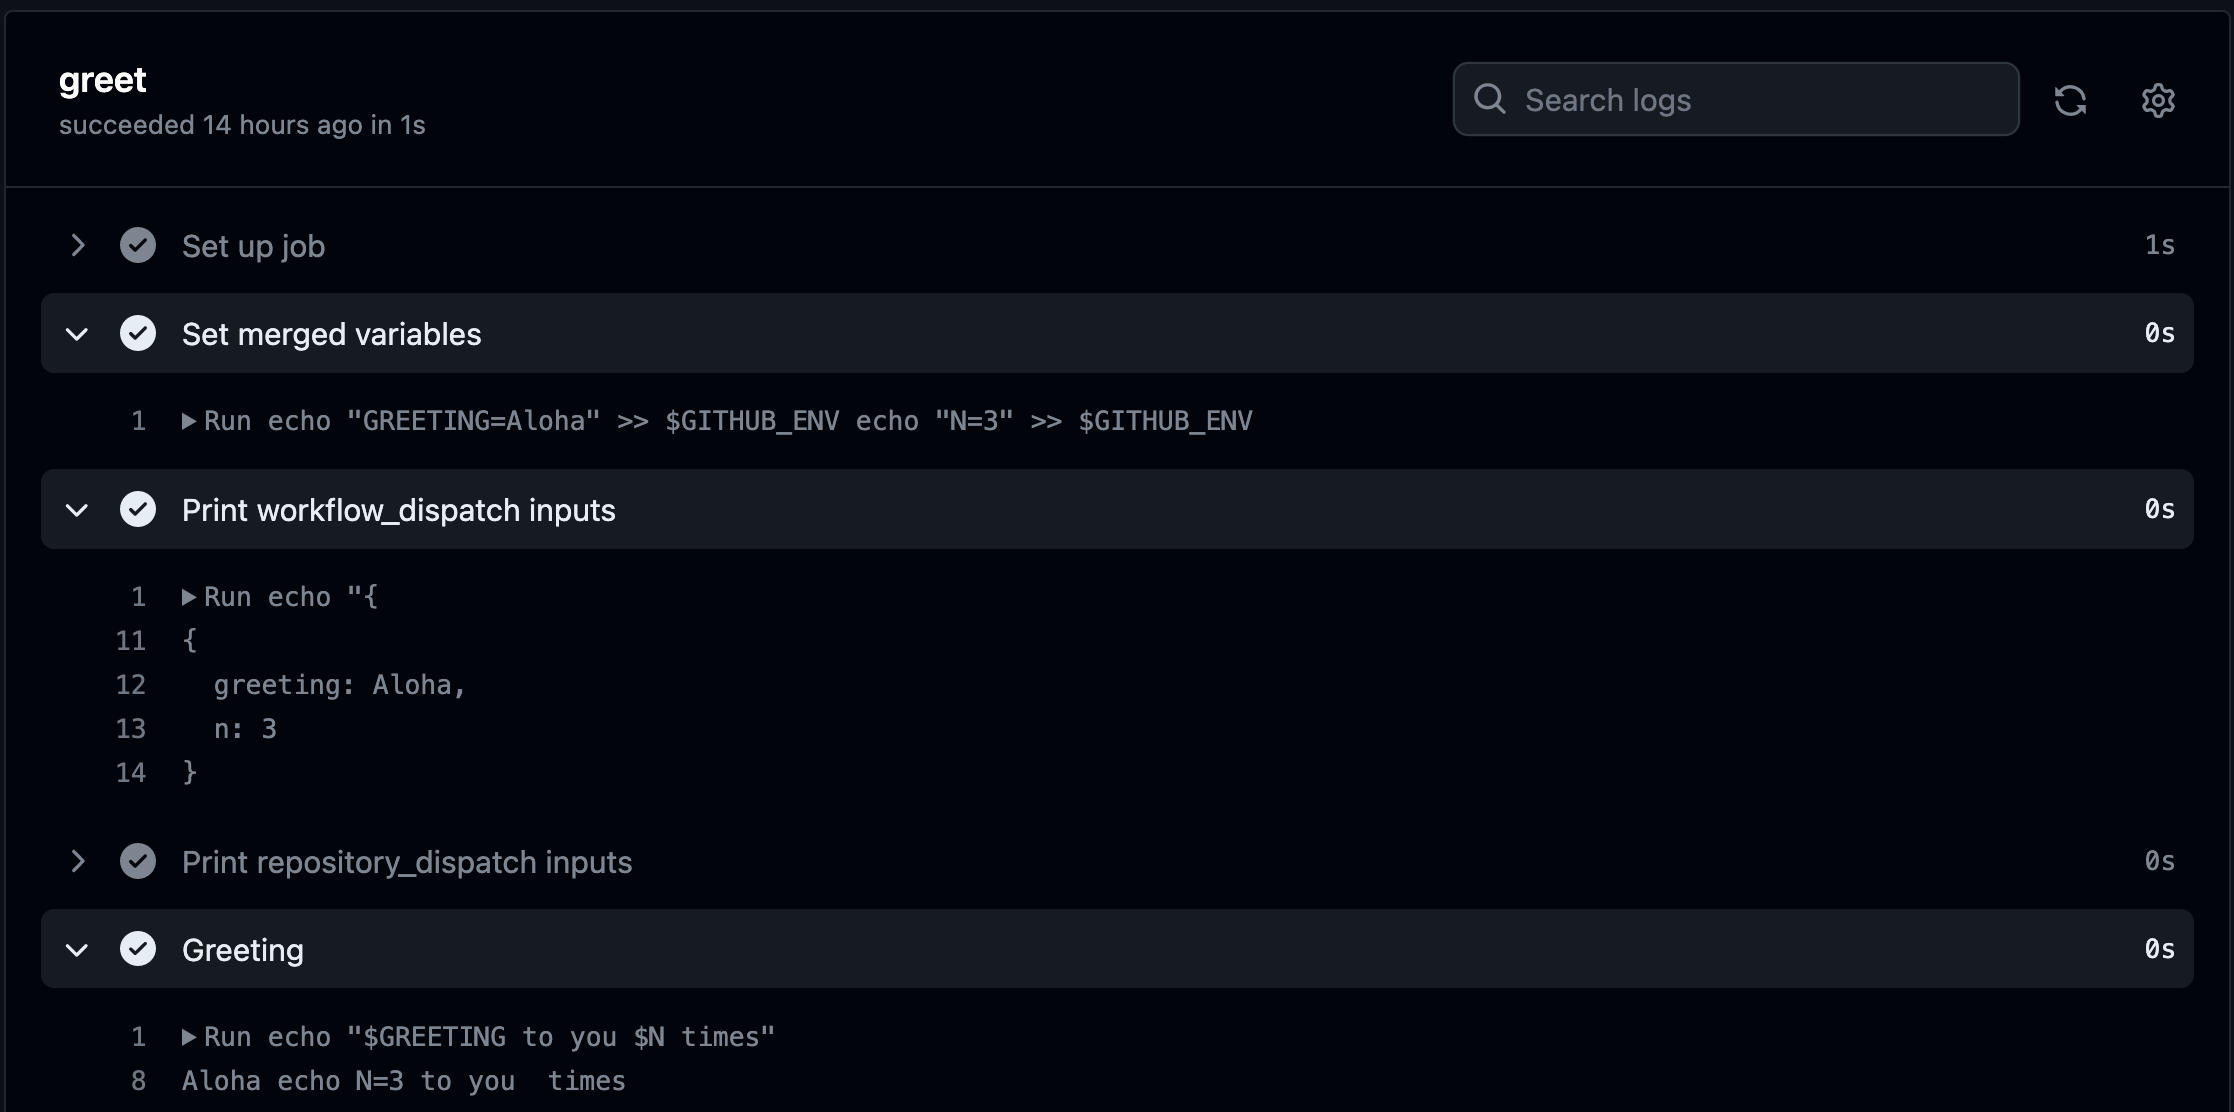 greet
Search logs
succeeded 14 hours ago in 1s
Set up job 1s
Set merged variables 0s
1 Run echo "GREETING=Aloha" >> $GITHUB_ENV echo "N=3" >> $GITHUB_ENV
Print workflow_dispatch inputs 0s
1 Run echo "{
11 {
12   greeting: Aloha,
13   n: 3
14 }
Print repository_dispatch inputs 0s
Greeting 0s
1 Run echo "$GREETING to you $N times"
8 Aloha echo N=3 to you  times